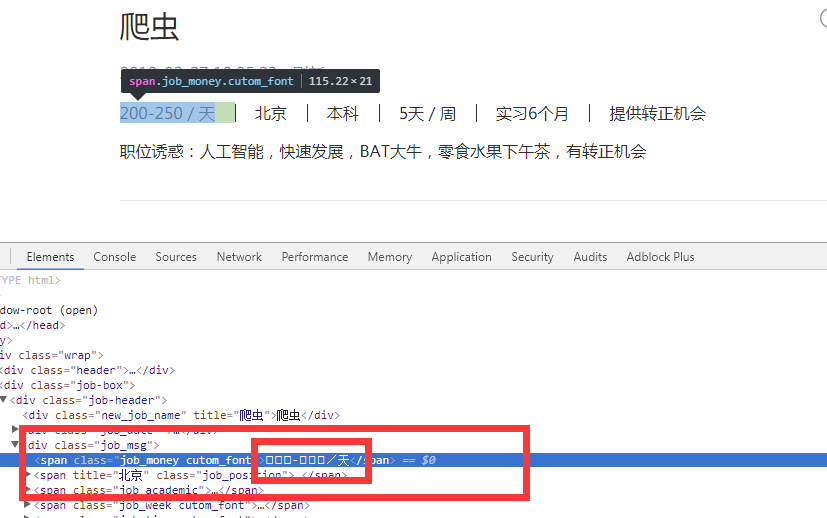 爬虫
span.job_money.cutom_font | 115.22×21
200-250／天 | 北京 | 本科 | 5天／周 | 实习6个月 | 提供转正机会
职位诱惑：人工智能，快速发展，BAT大牛，零食水果下午茶，有转正机会
Elements Console Sources Network Performance Memory Application Security Audits Adblock Plus
TYPE html>
dow-root (open)
d>…</head>
y>
iv class="wrap">
<div class="header">…</div>
<div class="job-box">
▼<div class="job-header">
<div class="new_job_name" title="爬虫">爬虫</div>
▼<div class="job_msg">
<span class="job_money cutom_font">□□□-□□□／天</span> == $0
▶<span title="北京" class="job_position">…</span>
▶<span class="job_academic">…</span>
▶<span class="job_week cutom_font">…</span>